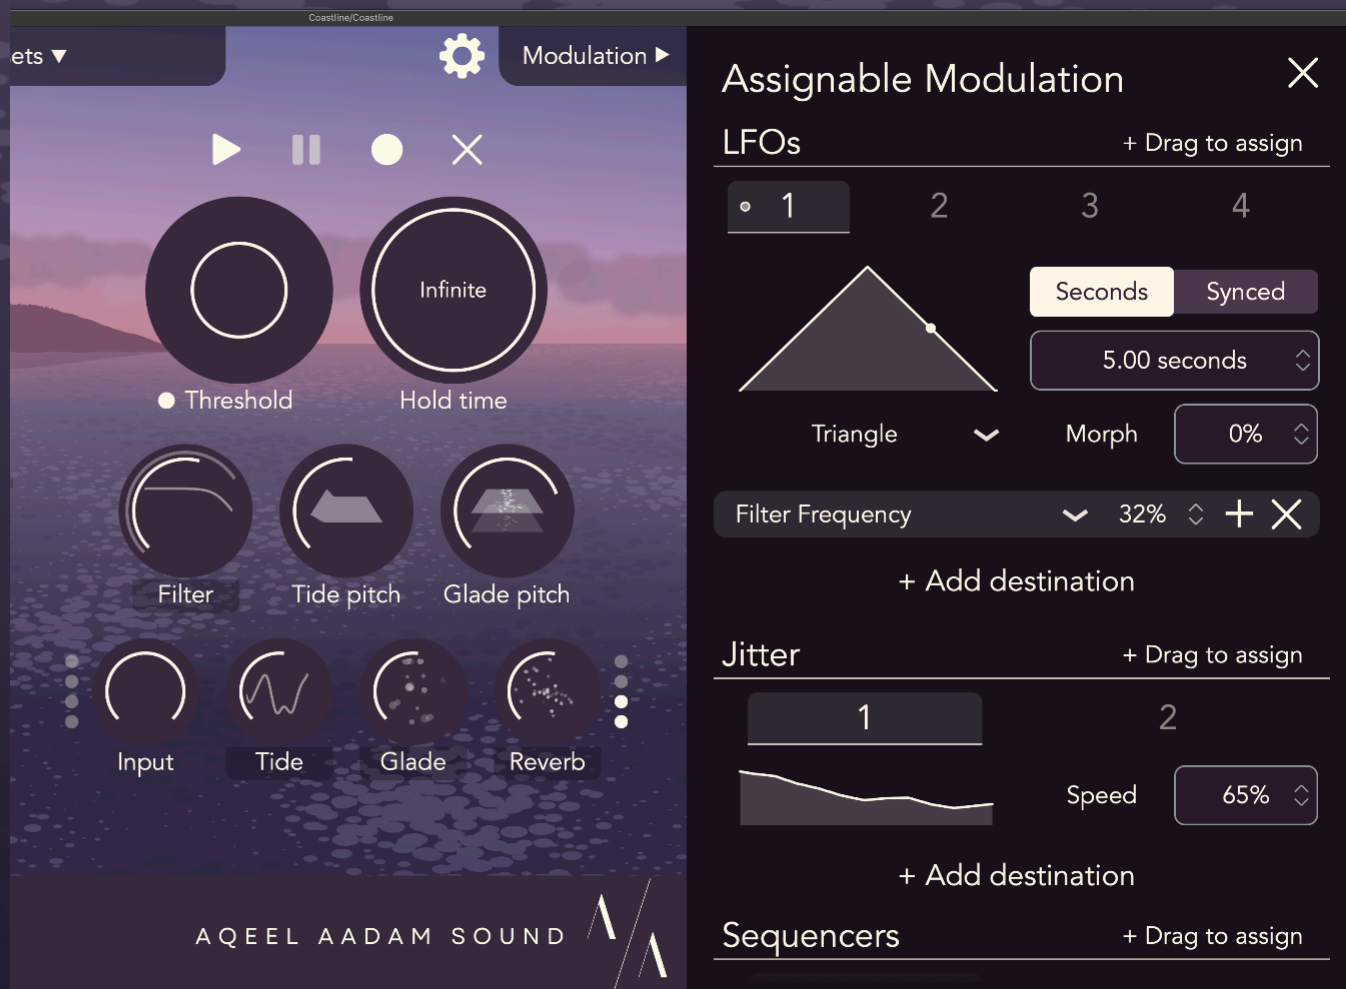 Coastline/Coastline
ets ▼
Modulation ▶
Assignable Modulation
LFOs
+ Drag to assign
1
2
3
4
Infinite
Seconds
Synced
5.00 seconds
Threshold
Hold time
Triangle
Morph
0%
Filter Frequency
32%
+ Add destination
Filter
Tide pitch
Glade pitch
Jitter
+ Drag to assign
1
2
Input
Tide
Glade
Reverb
Speed
65%
+ Add destination
AQEEL AADAM SOUND
Sequencers
+ Drag to assign